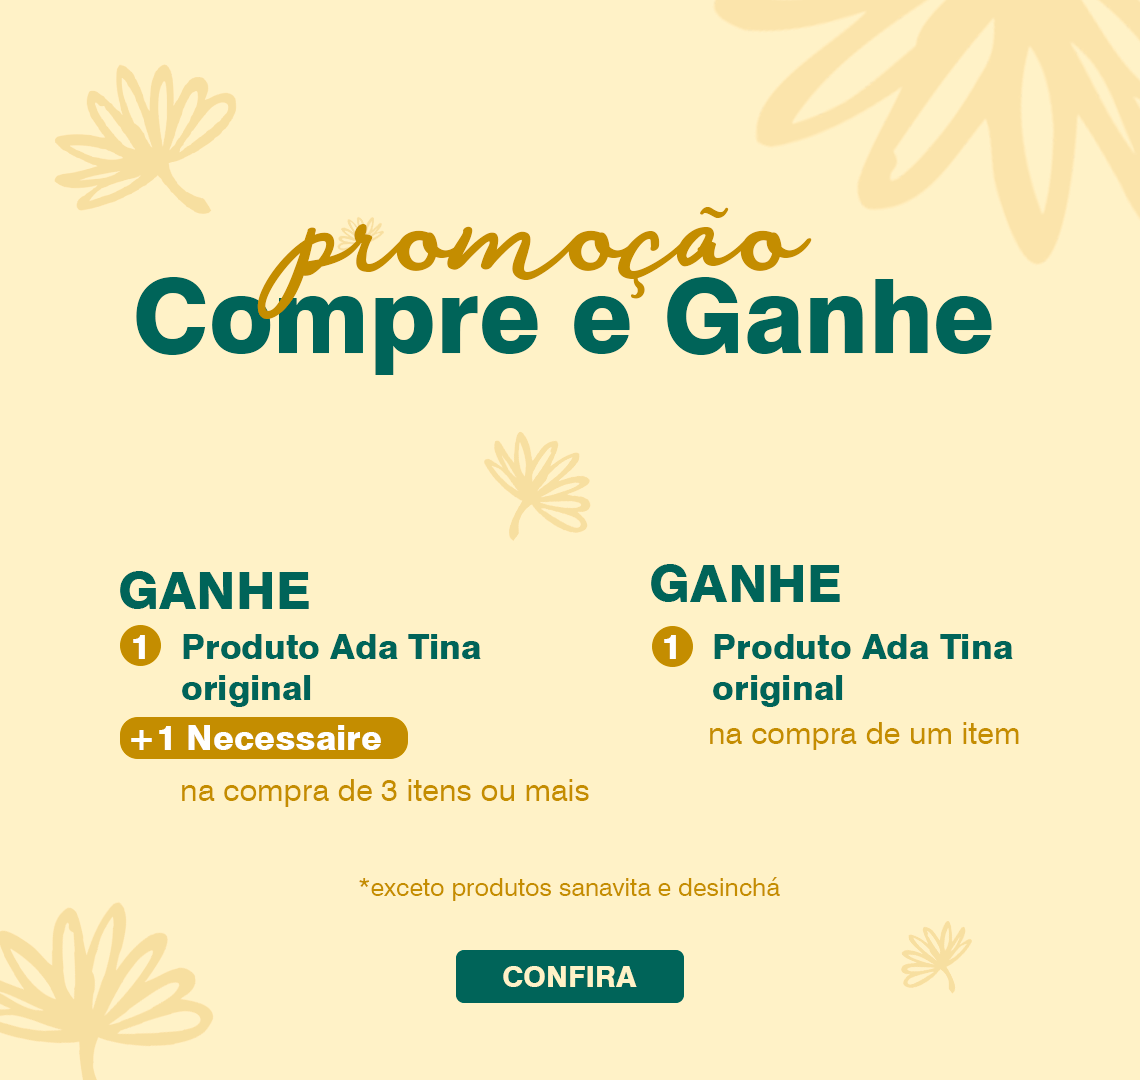 promoção
Compre e Ganhe
GANHE
1 Produto Ada Tina
original
+1 Necessaire
na compra de 3 itens ou mais
GANHE
1 Produto Ada Tina
original
na compra de um item
*exceto produtos sanavita e desinchá
CONFIRA